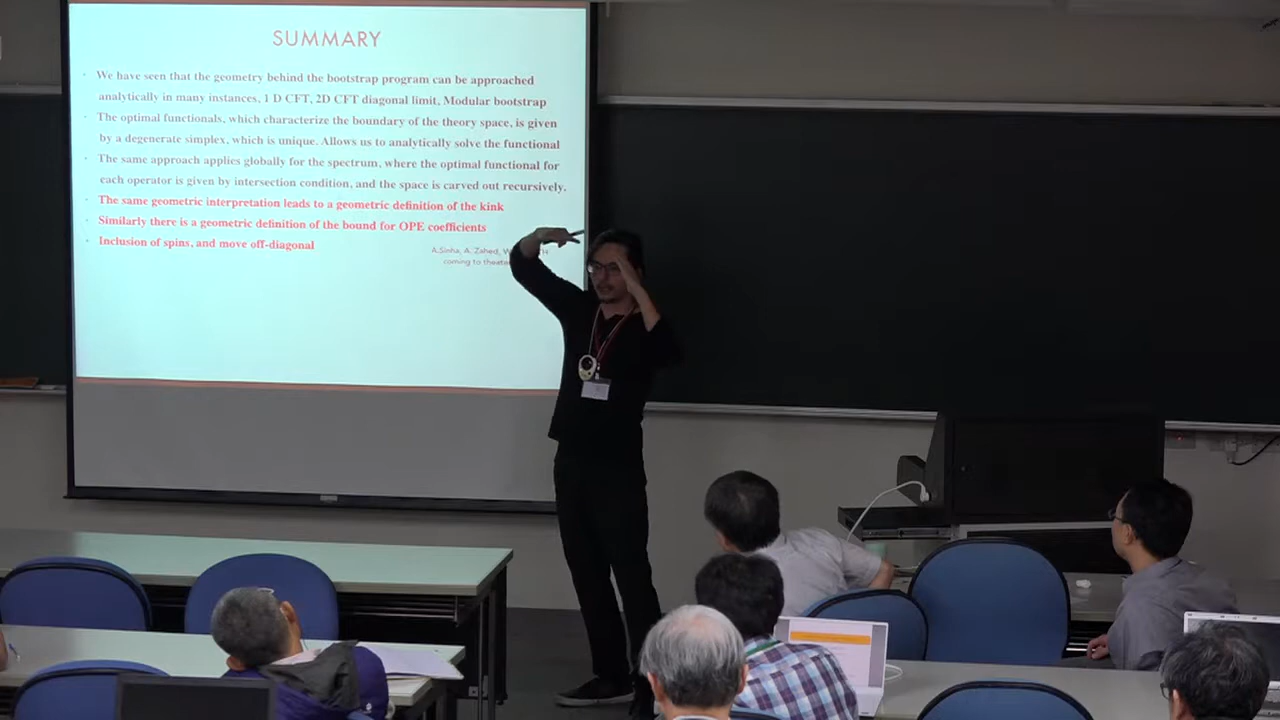 SUMMARY
We have seen that the geometry behind the bootstrap program can be approached
analytically in many instances, 1 D CFT, 2D CFT diagonal limit, Modular bootstrap
The optimal functionals, which characterize the boundary of the theory space, is given
by a degenerate simplex, which is unique. Allows us to analytically solve the functional
The same approach applies globally for the spectrum, where the optimal functional for
each operator is given by intersection condition, and the space is carved out recursively.
The same geometric interpretation leads to a geometric definition of the kink
Similarly there is a geometric definition of the bound for OPE coefficients
Inclusion of spins, and move off-diagonal
A.Sinha, A. Zahed,
coming to